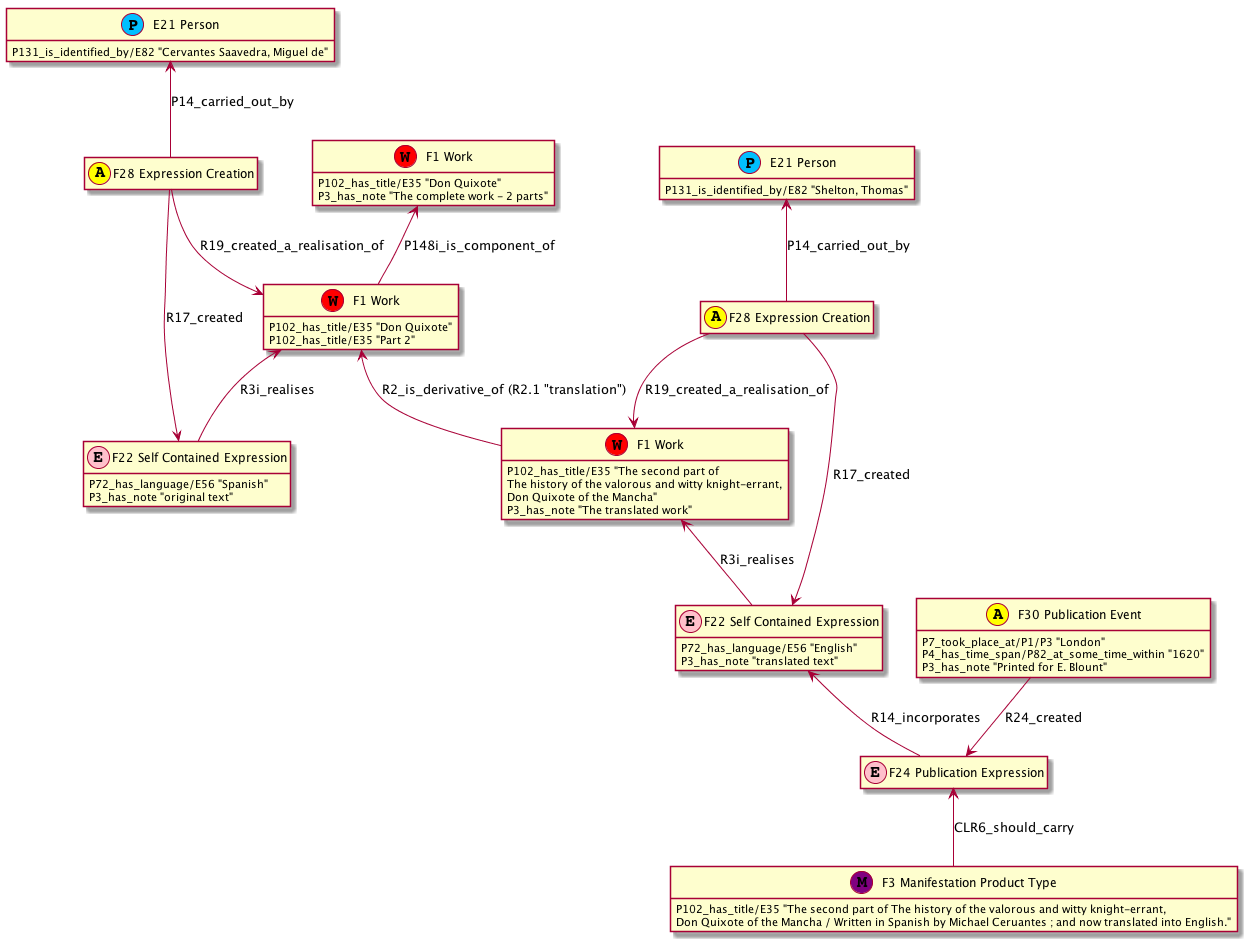 P E21 Person
P131_is_identified_by/E82 "Cervantes Saavedra, Miguel de"
P14_carried_out_by
A F28 Expression Creation
W F1 Work
P102_has_title/E35 "Don Quixote"
P3_has_note "The complete work - 2 parts"
P E21 Person
P131_is_identified_by/E82 "Shelton, Thomas"
R19_created_a_realisation_of
P148i_is_component_of
P14_carried_out_by
R17_created
W F1 Work
P102_has_title/E35 "Don Quixote"
P102_has_title/E35 "Part 2"
A F28 Expression Creation
R3i_realises
R2_is_derivative_of (R2.1 "translation")
R19_created_a_realisation_of
E F22 Self Contained Expression
P72_has_language/E56 "Spanish"
P3_has_note "original text"
W F1 Work
P102_has_title/E35 "The second part of
The history of the valorous and witty knight-errant,
Don Quixote of the Mancha"
P3_has_note "The translated work"
R17_created
R3i_realises
E F22 Self Contained Expression
P72_has_language/E56 "English"
P3_has_note "translated text"
A F30 Publication Event
P7_took_place_at/P1/P3 "London"
P4_has_time_span/P82_at_some_time_within "1620"
P3_has_note "Printed for E. Blount"
R14_incorporates
R24_created
E F24 Publication Expression
CLR6_should_carry
M F3 Manifestation Product Type
P102_has_title/E35 "The second part of The history of the valorous and witty knight-errant,
Don Quixote of the Mancha / Written in Spanish by Michael Ceruantes ; and now translated into English."